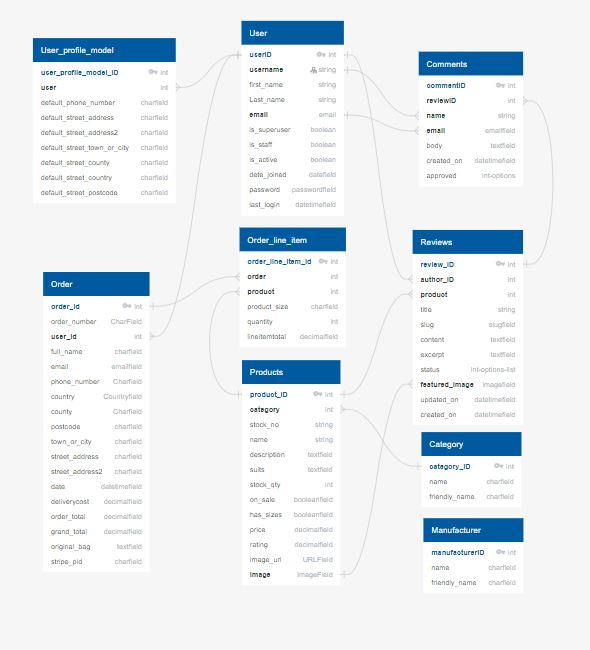 User_profile_model
user_profile_model_ID int
user int
default_phone_number charfield
default_street_address charfield
default_street_address2 charfield
default_street_town_or_city charfield
default_street_county charfield
default_street_country charfield
default_street_postcode charfield
User
userID int
username string
first_name string
Last_name string
email email
is_superuser boolean
is_staff boolean
is_active boolean
dete_joined datefield
password passwordfield
last_login datetimefield
Comments
commentID int
reviewID int
name string
email emailfield
body textfield
created_on datetimefield
approved int-options
Order_line_item
order_line_item_id int
order int
product int
product_size charfield
quantity int
lineitemtotal decimalfield
Reviews
review_ID int
author_ID int
product int
title string
slug slugfield
content textfield
excerpt textfield
status int-options-list
featured_image imagefield
updated_on datetimefield
created_on datetimefield
Order
order_id int
order_number CharField
user_id int
full_name charfield
email emailfield
phone_number Charfield
country Countryfield
county Charfield
postcode charfield
town_or_city charfield
street_address charfield
street_address2 charfield
date datetimefield
deliverycost decimalfield
order_total decimalfield
grand_total decimalfield
original_bag textfield
stripe_pid charfield
Products
product_ID int
category int
stock_no string
name string
description textfield
suits textfield
stock_qty int
on_sale booleanfield
has_sizes booleanfield
price decimalfield
rating decimalfield
image_url URLField
image ImageField
Category
category_ID int
name charfield
friendly_name charfield
Manufacturer
manufacturerID int
name charfield
friendly_name charfield